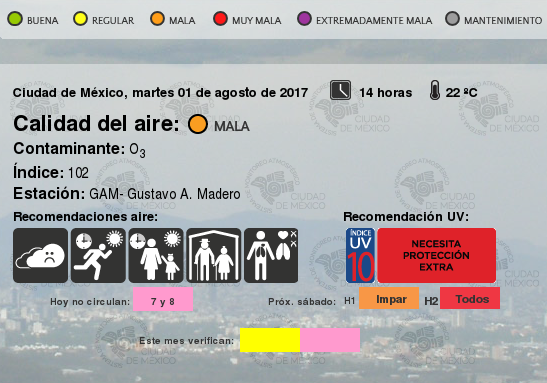 BUENA REGULAR MALA MUY MALA EXTREMADAMENTE MALA MANTENIMIENTO
Ciudad de México, martes 01 de agosto de 2017 14 horas 22 ºC
Calidad del aire: MALA
Contaminante: O3
Índice: 102
Estación: GAM- Gustavo A. Madero
Recomendaciones aire: Recomendación UV:
ÍNDICE
UV
10
NECESITA
PROTECCIÓN
EXTRA
Hoy no circulan: 7 y 8 Próx. sábado: H1 Impar H2 Todos
Este mes verifican: